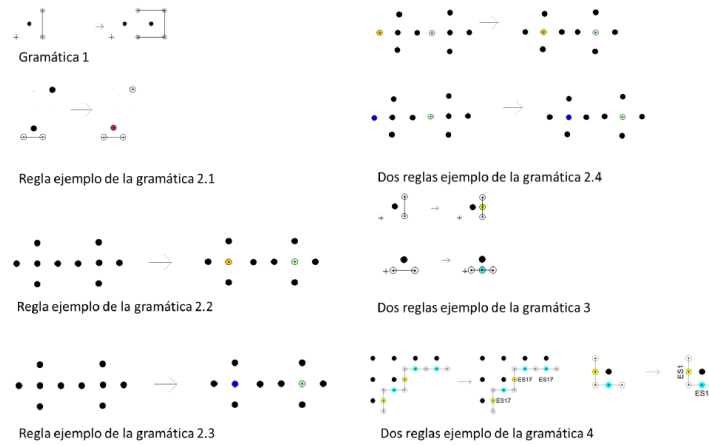 Gramática 1
Regla ejemplo de la gramática 2.1
Regla ejemplo de la gramática 2.2
Regla ejemplo de la gramática 2.3
Dos reglas ejemplo de la gramática 2.4
Dos reglas ejemplo de la gramática 3
ES17 ES17
ES17
ES1
ES1
Dos reglas ejemplo de la gramática 4